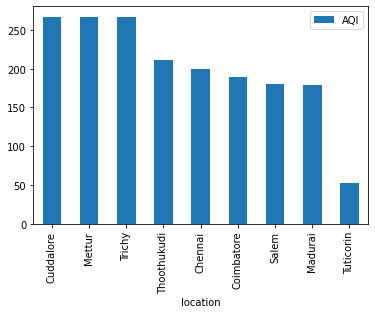 AQI
250
200
150
100
50
0
Cuddalore
Mettur
Trichy
Thoothukudi
Chennai
Coimbatore
Salem
Madurai
Tuticorin
location